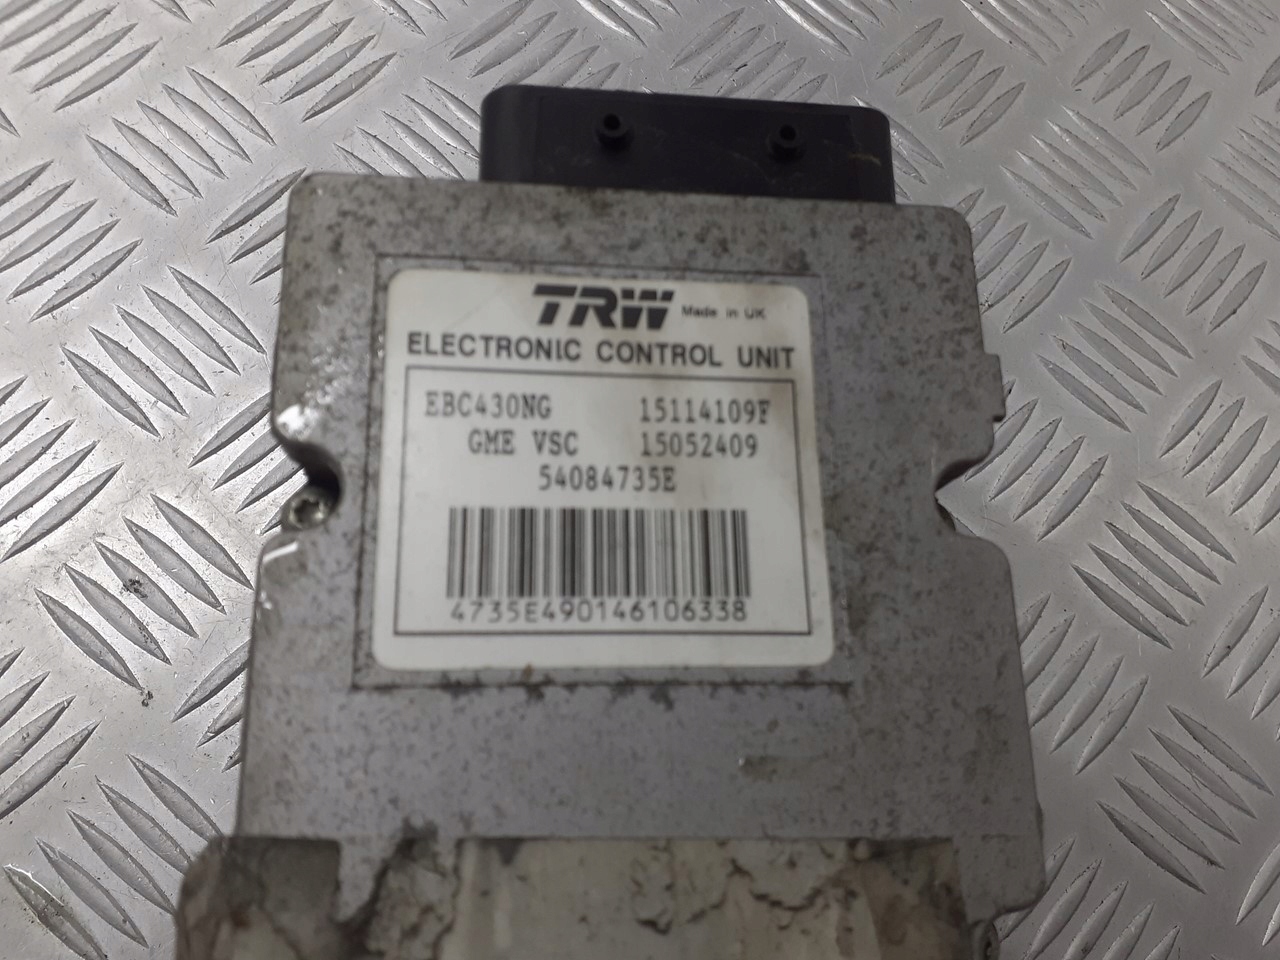 TRW Made in UK
ELECTRONIC CONTROL UNIT
EBC430NG 15114109F
GME VSC 15052409
54084735E
4735E490146106338